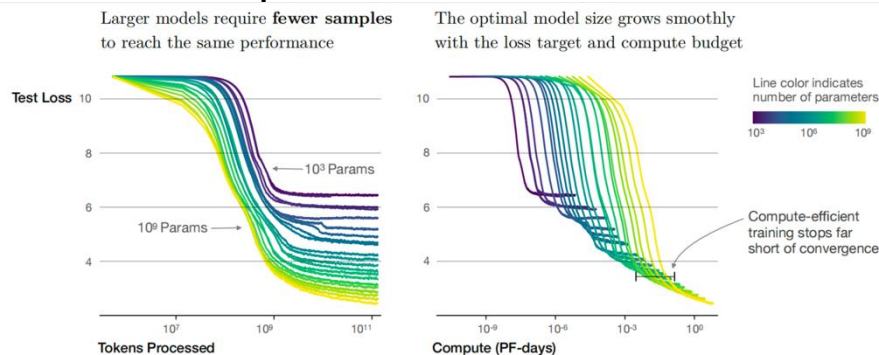 Larger models require fewer samples
to reach the same performance
Test Loss
10
8
6
4
10³ Params
10⁹ Params
10⁷
10⁹
10¹¹
Tokens Processed
The optimal model size grows smoothly
with the loss target and compute budget
10
8
6
4
10⁻⁹
10⁻⁶
10⁻³
10⁰
Compute (PF-days)
Line color indicates
number of parameters
10³
10⁶
10⁹
Compute-efficient
training stops far
short of convergence